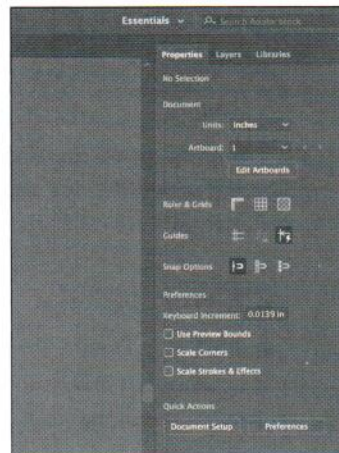 Essentials
Search Adobe Stock
Properties Layers Libraries
No Selection
Document
Units: Inches
Artboard: 1
Edit Artboards
Ruler & Grids
Guides
Snap Options
Preferences
Keyboard Increment: 0.0139 in
Use Preview Bounds
Scale Corners
Scale Strokes & Effects
Quick Actions
Document Setup Preferences